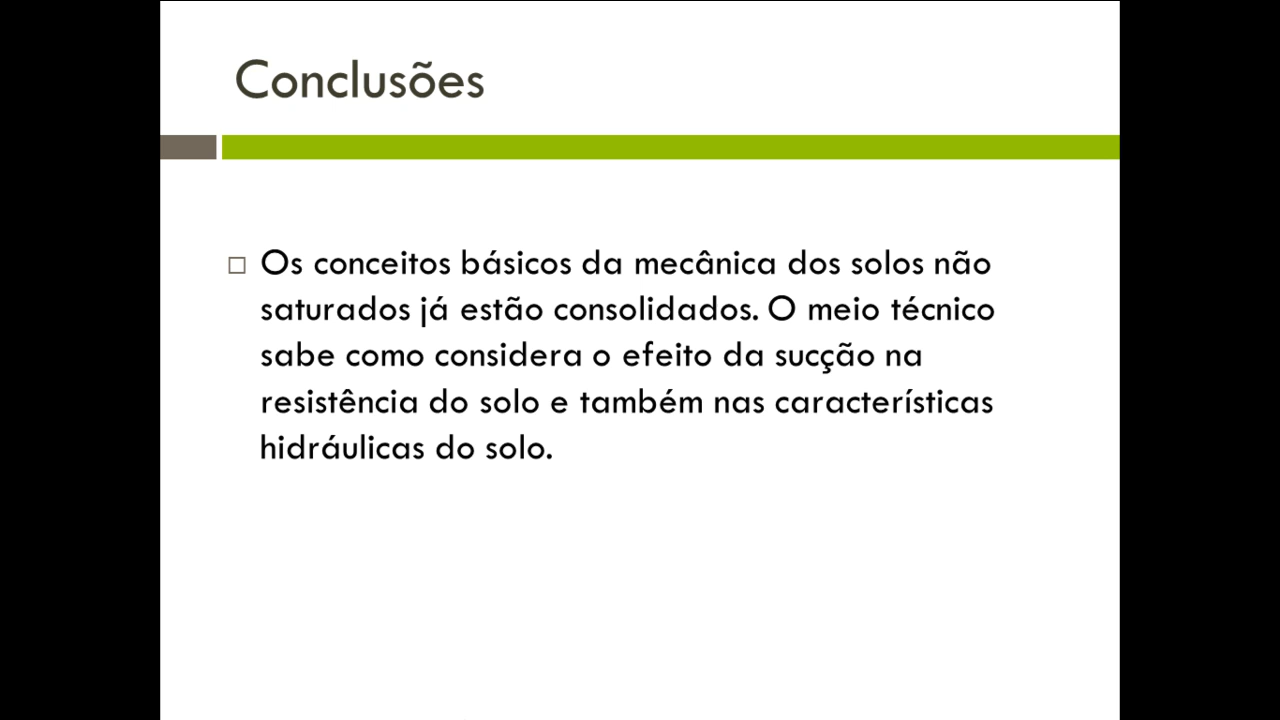 Conclusões
Os conceitos básicos da mecânica dos solos não
saturados já estão consolidados. O meio técnico
sabe como considera o efeito da sucção na
resistência do solo e também nas características
hidráulicas do solo.